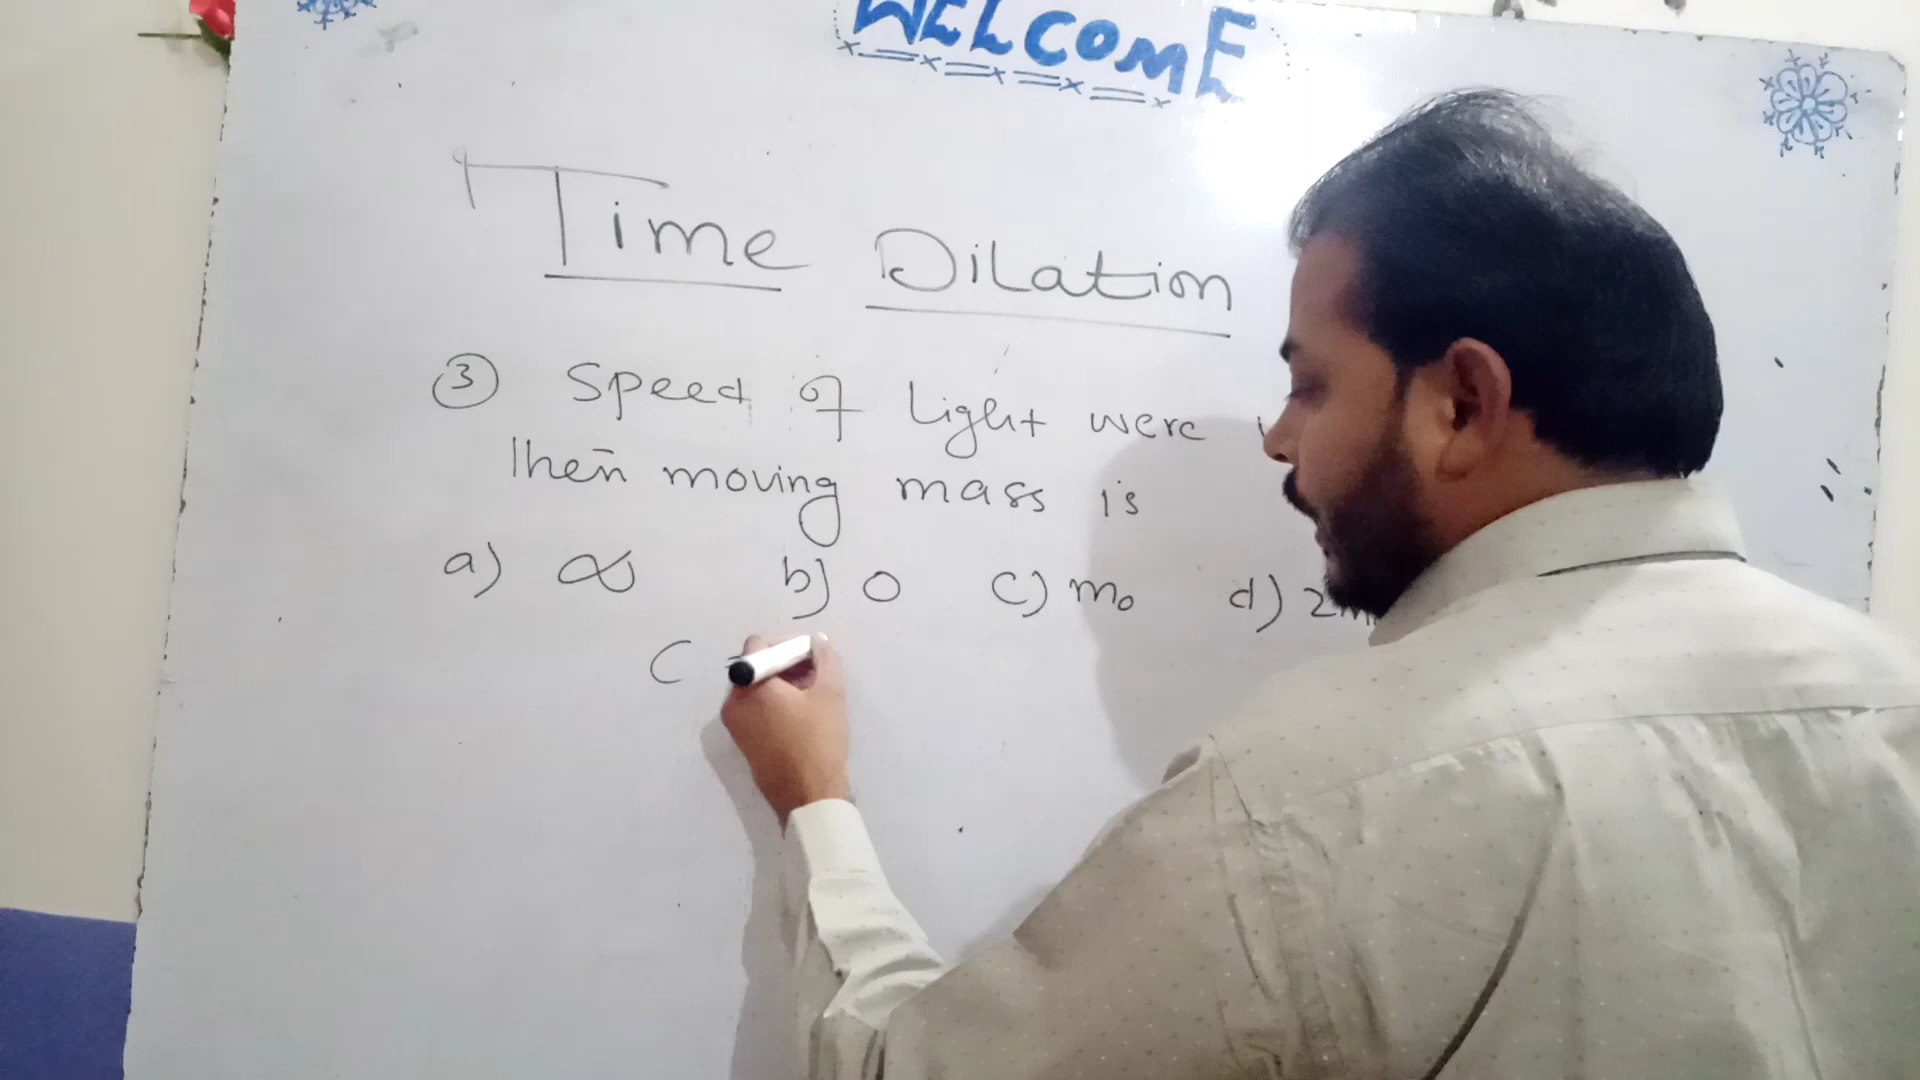 WELCOME
Time Dilation
③ Speed of Light were
Then moving mass is
a) ∞ b) 0 c) m₀ d)
C